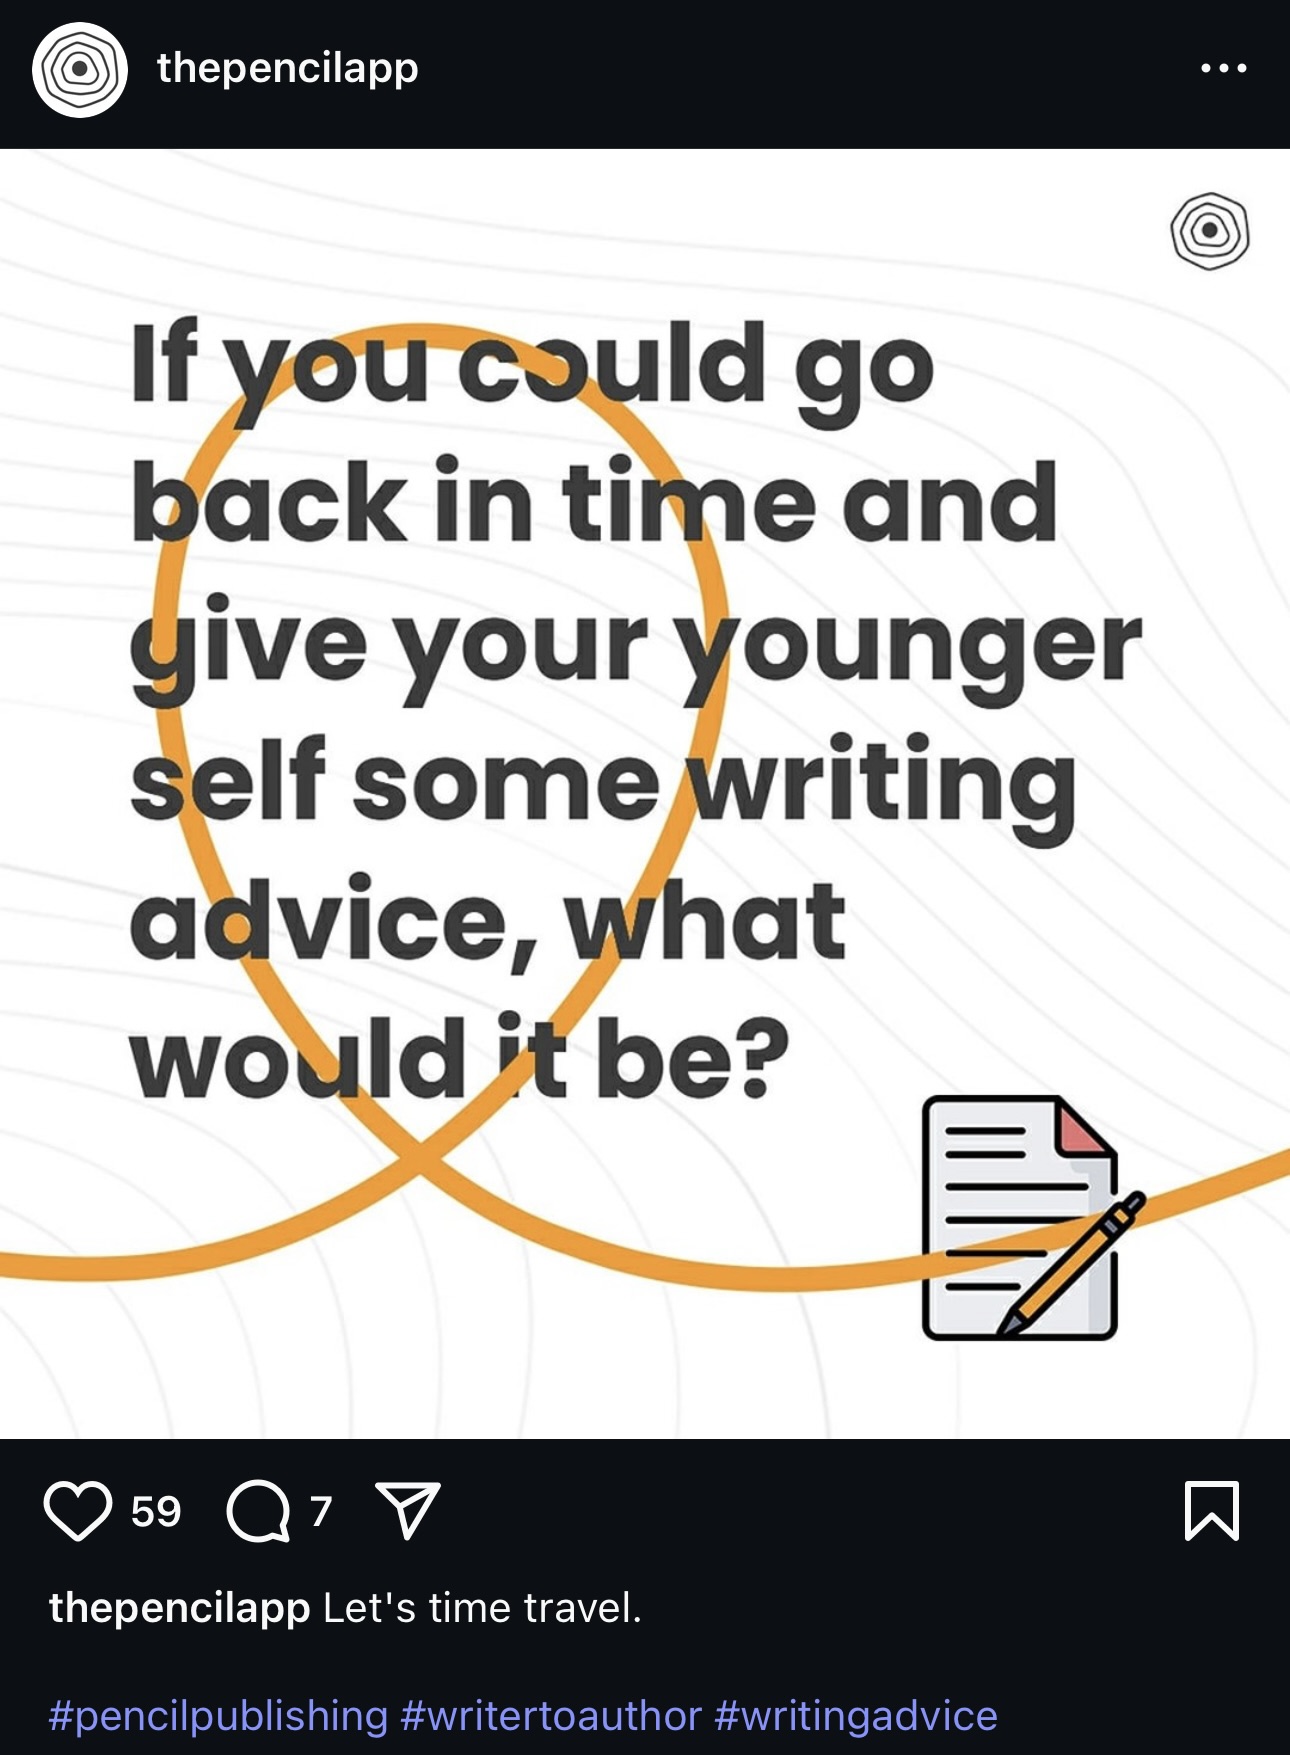 thepencilapp
If you could go
back in time and
give your younger
self some writing
advice, what
would it be?
59 7
thepencilapp Let's time travel.
#pencilpublishing #writertoauthor #writingadvice